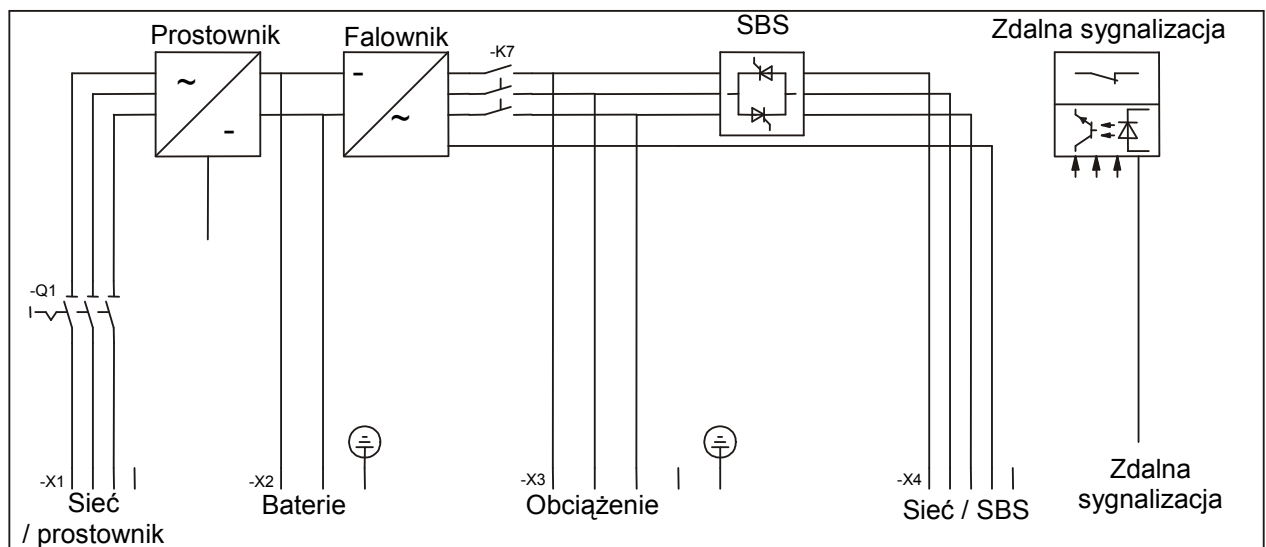 Prostownik
Falownik
-K7
SBS
Zdalna sygnalizacja
~
-
-
~
-Q1
-X1
-X2
-X3
-X4
Sieć
/ prostownik
Baterie
Obciążenie
Sieć / SBS
Zdalna
sygnalizacja